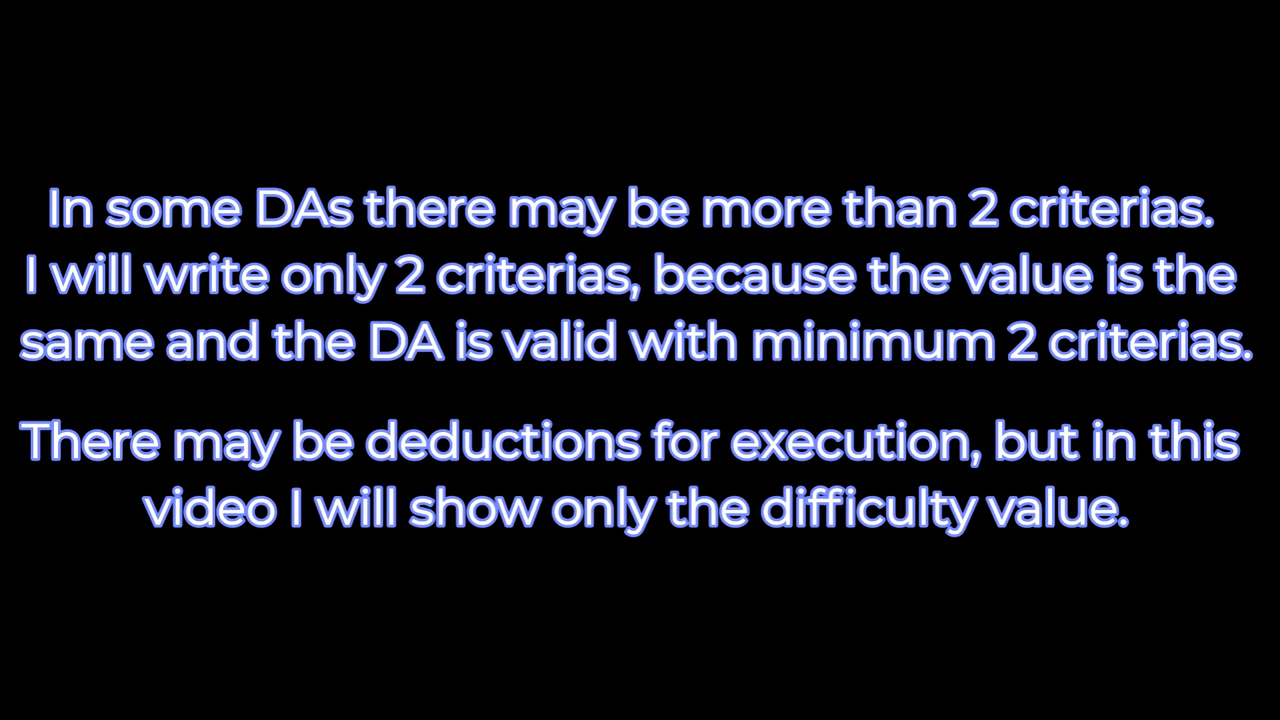 In some DAs there may be more than 2 criterias.
I will write only 2 criterias, because the value is the
same and the DA is valid with minimum 2 criterias.
There may be deductions for execution, but in this
video I will show only the difficulty value.